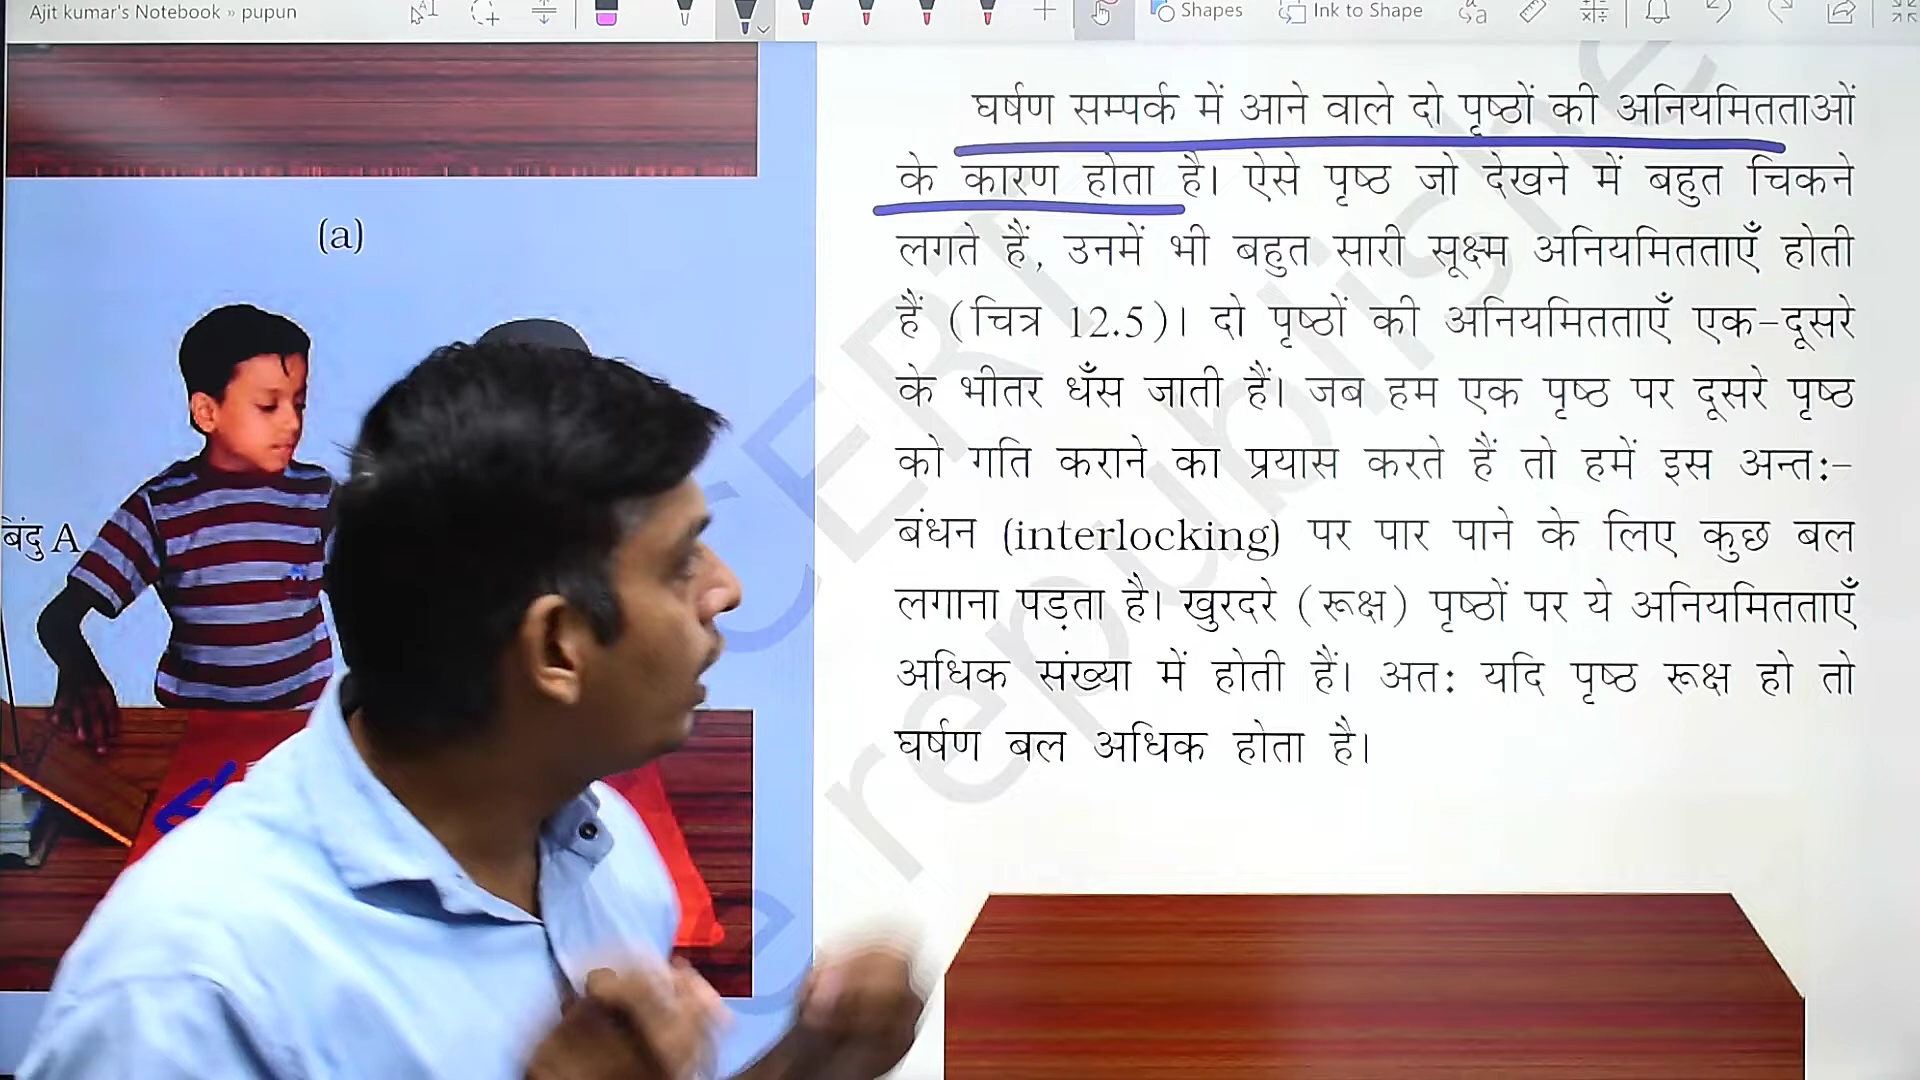 Ajit kumar's Notebook » pupun
Shapes
Ink to Shape
(a)
बिंदु A
घर्षण सम्पर्क में आने वाले दो पृष्ठों की अनियमितताओं
के कारण होता है। ऐसे पृष्ठ जो देखने में बहुत चिकने
लगते हैं, उनमें भी बहुत सारी सूक्ष्म अनियमितताएँ होती
हैं (चित्र 12.5)। दो पृष्ठों की अनियमितताएँ एक-दूसरे
के भीतर धँस जाती हैं। जब हम एक पृष्ठ पर दूसरे पृष्ठ
को गति कराने का प्रयास करते हैं तो हमें इस अन्तः-
बंधन (interlocking) पर पार पाने के लिए कुछ बल
लगाना पड़ता है। खुरदरे (रूक्ष) पृष्ठों पर ये अनियमितताएँ
अधिक संख्या में होती हैं। अतः यदि पृष्ठ रूक्ष हो तो
घर्षण बल अधिक होता है।